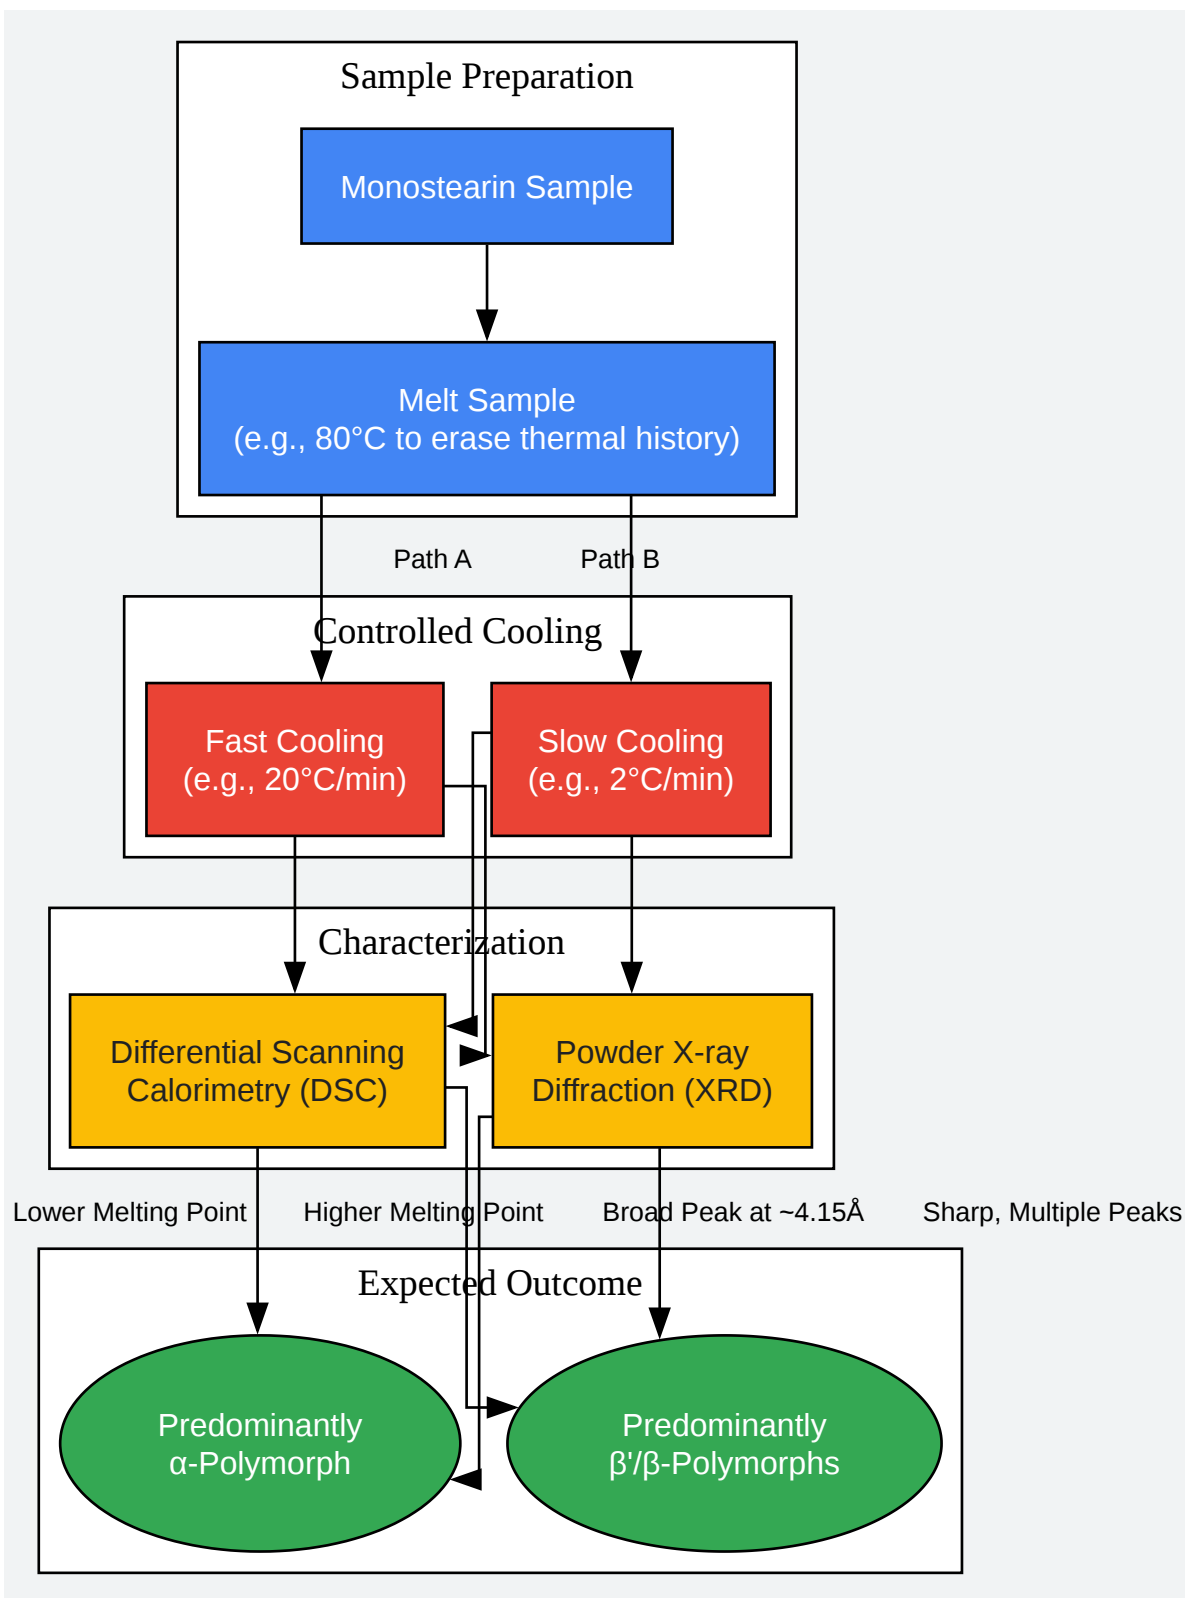 Sample Preparation
Monostearin Sample
Melt Sample
(e.g., 80°C to erase thermal history)
Path A
Path B
Controlled Cooling
Fast Cooling
(e.g., 20°C/min)
Slow Cooling
(e.g., 2°C/min)
Characterization
Differential Scanning
Calorimetry (DSC)
Powder X-ray
Diffraction (XRD)
Lower Melting Point
Higher Melting Point
Broad Peak at ~4.15Å
Sharp, Multiple Peaks
Expected Outcome
Predominantly
α-Polymorph
Predominantly
β'/β-Polymorphs